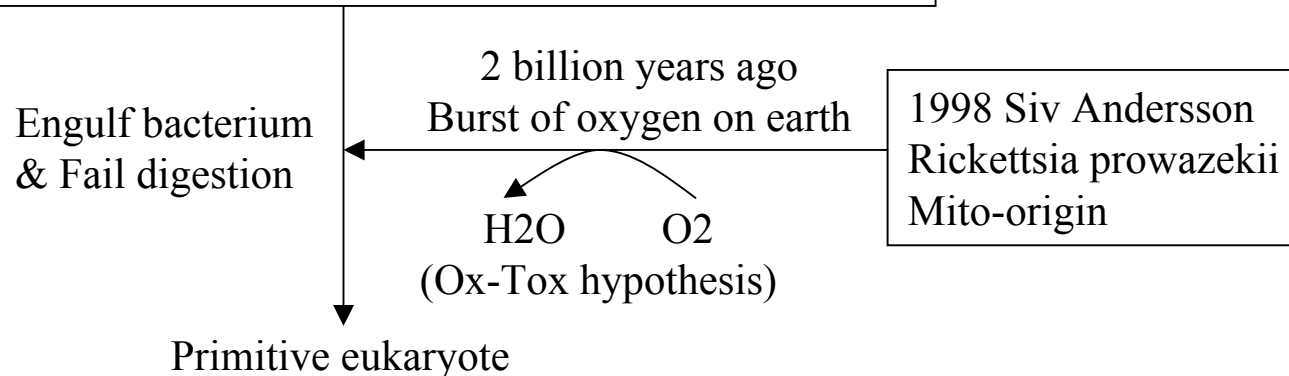 2 billion years ago
Burst of oxygen on earth
Engulf bacterium
& Fail digestion
1998 Siv Andersson
Rickettsia prowazekii
Mito-origin
H2O O2
(Ox-Tox hypothesis)
Primitive eukaryote